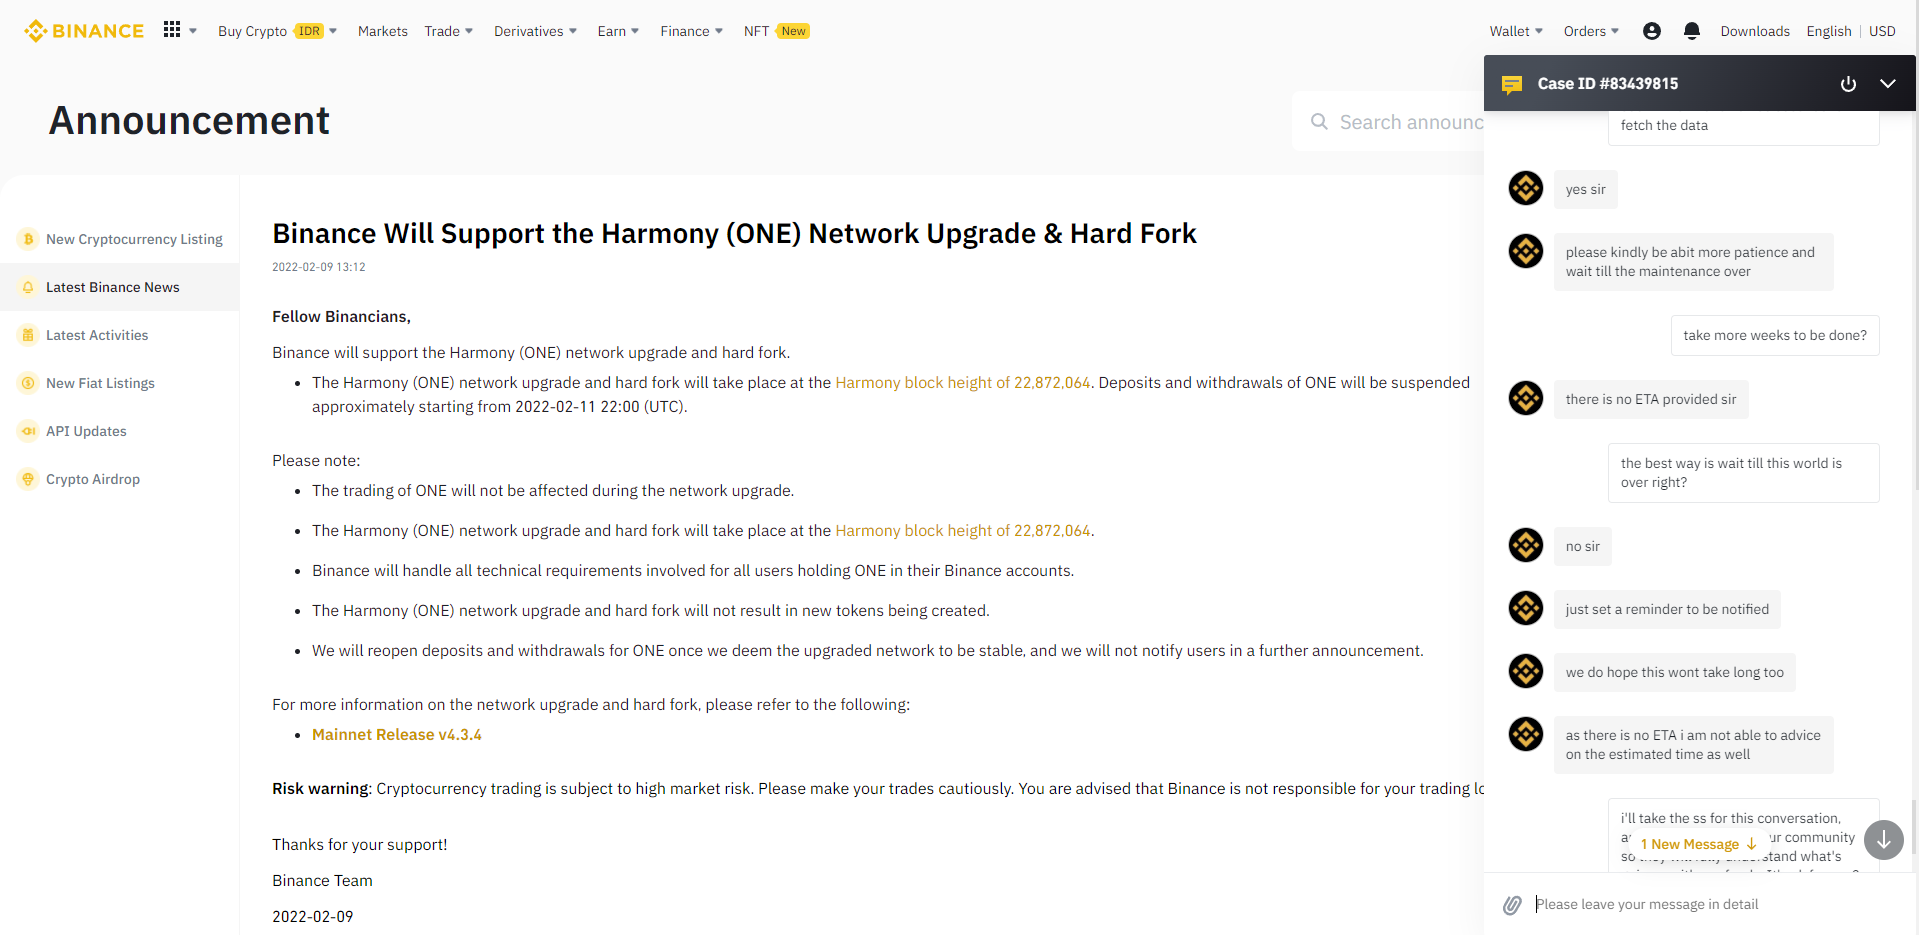 BINANCE
Buy Crypto IDR Markets Trade Derivatives Earn Finance NFT New
Wallet Orders Downloads English | USD
Announcement
Search announc
New Cryptocurrency Listing
Latest Binance News
Latest Activities
New Fiat Listings
API Updates
Crypto Airdrop
Binance Will Support the Harmony (ONE) Network Upgrade & Hard Fork
2022-02-09 13:12
Fellow Binancians,
Binance will support the Harmony (ONE) network upgrade and hard fork.
• The Harmony (ONE) network upgrade and hard fork will take place at the Harmony block height of 22,872,064. Deposits and withdrawals of ONE will be suspended
approximately starting from 2022-02-11 22:00 (UTC).
Please note:
• The trading of ONE will not be affected during the network upgrade.
• The Harmony (ONE) network upgrade and hard fork will take place at the Harmony block height of 22,872,064.
• Binance will handle all technical requirements involved for all users holding ONE in their Binance accounts.
• The Harmony (ONE) network upgrade and hard fork will not result in new tokens being created.
• We will reopen deposits and withdrawals for ONE once we deem the upgraded network to be stable, and we will not notify users in a further announcement.
For more information on the network upgrade and hard fork, please refer to the following:
• Mainnet Release v4.3.4
Risk warning: Cryptocurrency trading is subject to high market risk. Please make your trades cautiously. You are advised that Binance is not responsible for your trading lo
Thanks for your support!
Binance Team
2022-02-09
Case ID #83439815
fetch the data
yes sir
please kindly be abit more patience and
wait till the maintenance over
take more weeks to be done?
there is no ETA provided sir
the best way is wait till this world is
over right?
no sir
just set a reminder to be notified
we do hope this wont take long too
as there is no ETA i am not able to advice
on the estimated time as well
i'll take the ss for this conversation,
ur community
1 New Message
stand what's
Please leave your message in detail